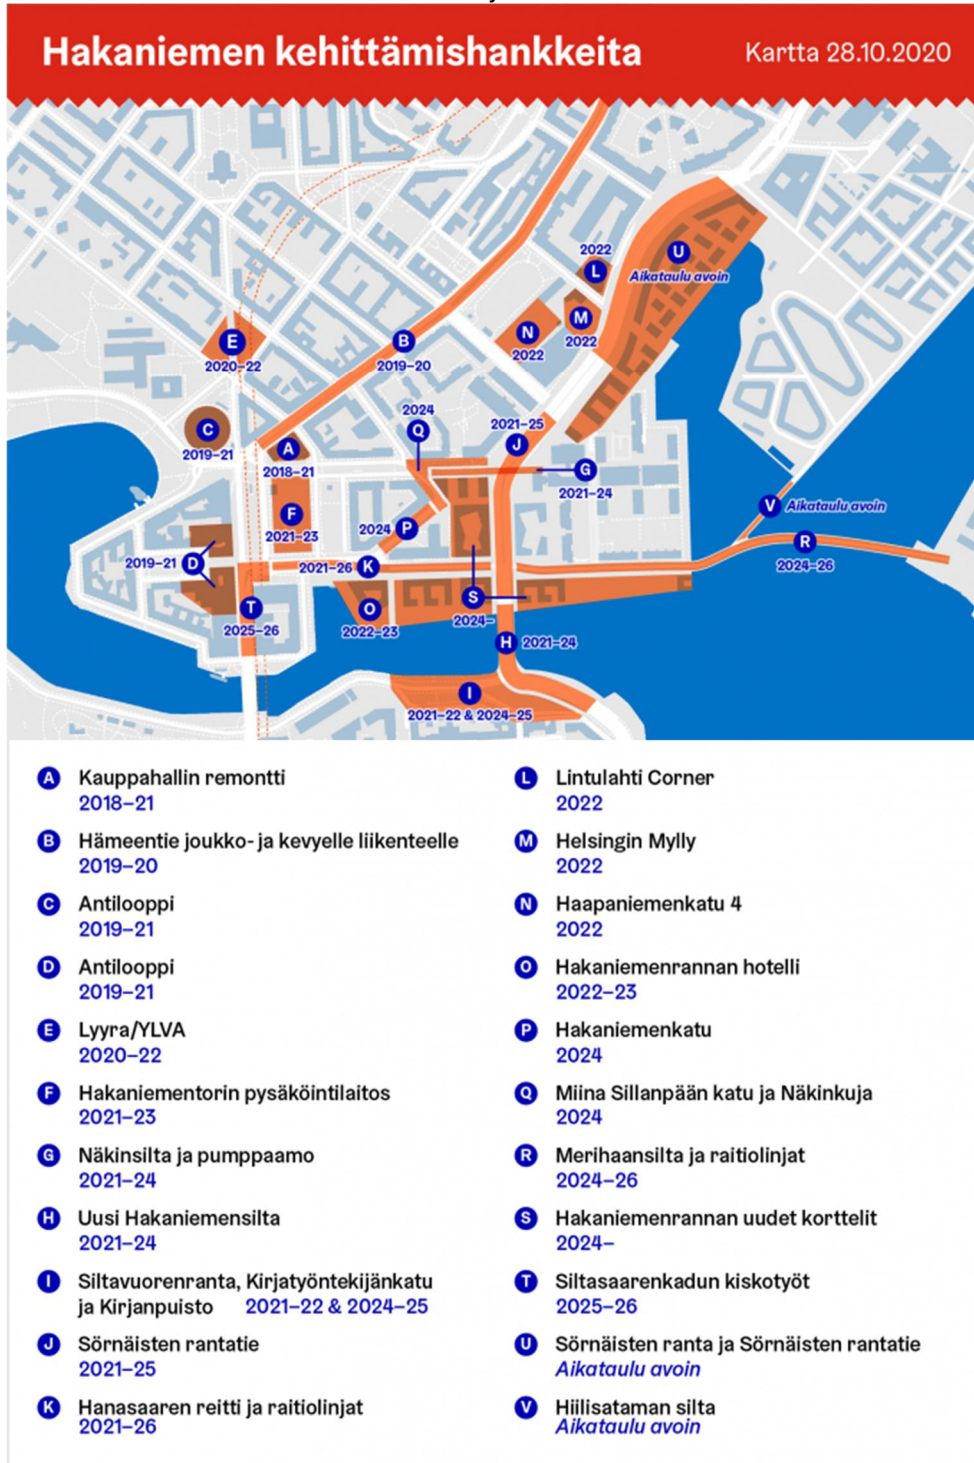 Hakaniemen kehittämishankkeita
Kartta 28.10.2020
2022
L
U
Aikataulu avoin
M
2022
N
2022
E
2020–22
B
2019–20
2024
Q
2021–25
J
C
2019–21
A
2018–21
G
2021–24
V Aikataulu avoin
F
2021–23
2024 P
R
2024–26
2019–21 D
2021–26 K
T
2025–26
O
2022–23
S
2024–
H 2021–24
I
2021–22 & 2024–25
A Kauppahallin remontti
2018–21
B Hämeentie joukko- ja kevyelle liikenteelle
2019–20
C Antilooppi
2019–21
D Antilooppi
2019–21
E Lyyra/YLVA
2020–22
F Hakaniementorin pysäköintilaitos
2021–23
G Näkinsilta ja pumppaamo
2021–24
H Uusi Hakaniemensilta
2021–24
I Siltavuorenranta, Kirjatyöntekijänkatu
ja Kirjanpuisto 2021–22 & 2024–25
J Sörnäisten rantatie
2021–25
K Hanasaaren reitti ja raitiolinjat
2021–26
L Lintulahti Corner
2022
M Helsingin Mylly
2022
N Haapaniemenkatu 4
2022
O Hakaniemenrannan hotelli
2022–23
P Hakaniemenkatu
2024
Q Miina Sillanpään katu ja Näkinkuja
2024
R Merihaansilta ja raitiolinjat
2024–26
S Hakaniemenrannan uudet korttelit
2024–
T Siltasaarenkadun kiskotyöt
2025–26
U Sörnäisten ranta ja Sörnäisten rantatie
Aikataulu avoin
V Hiilisataman silta
Aikataulu avoin